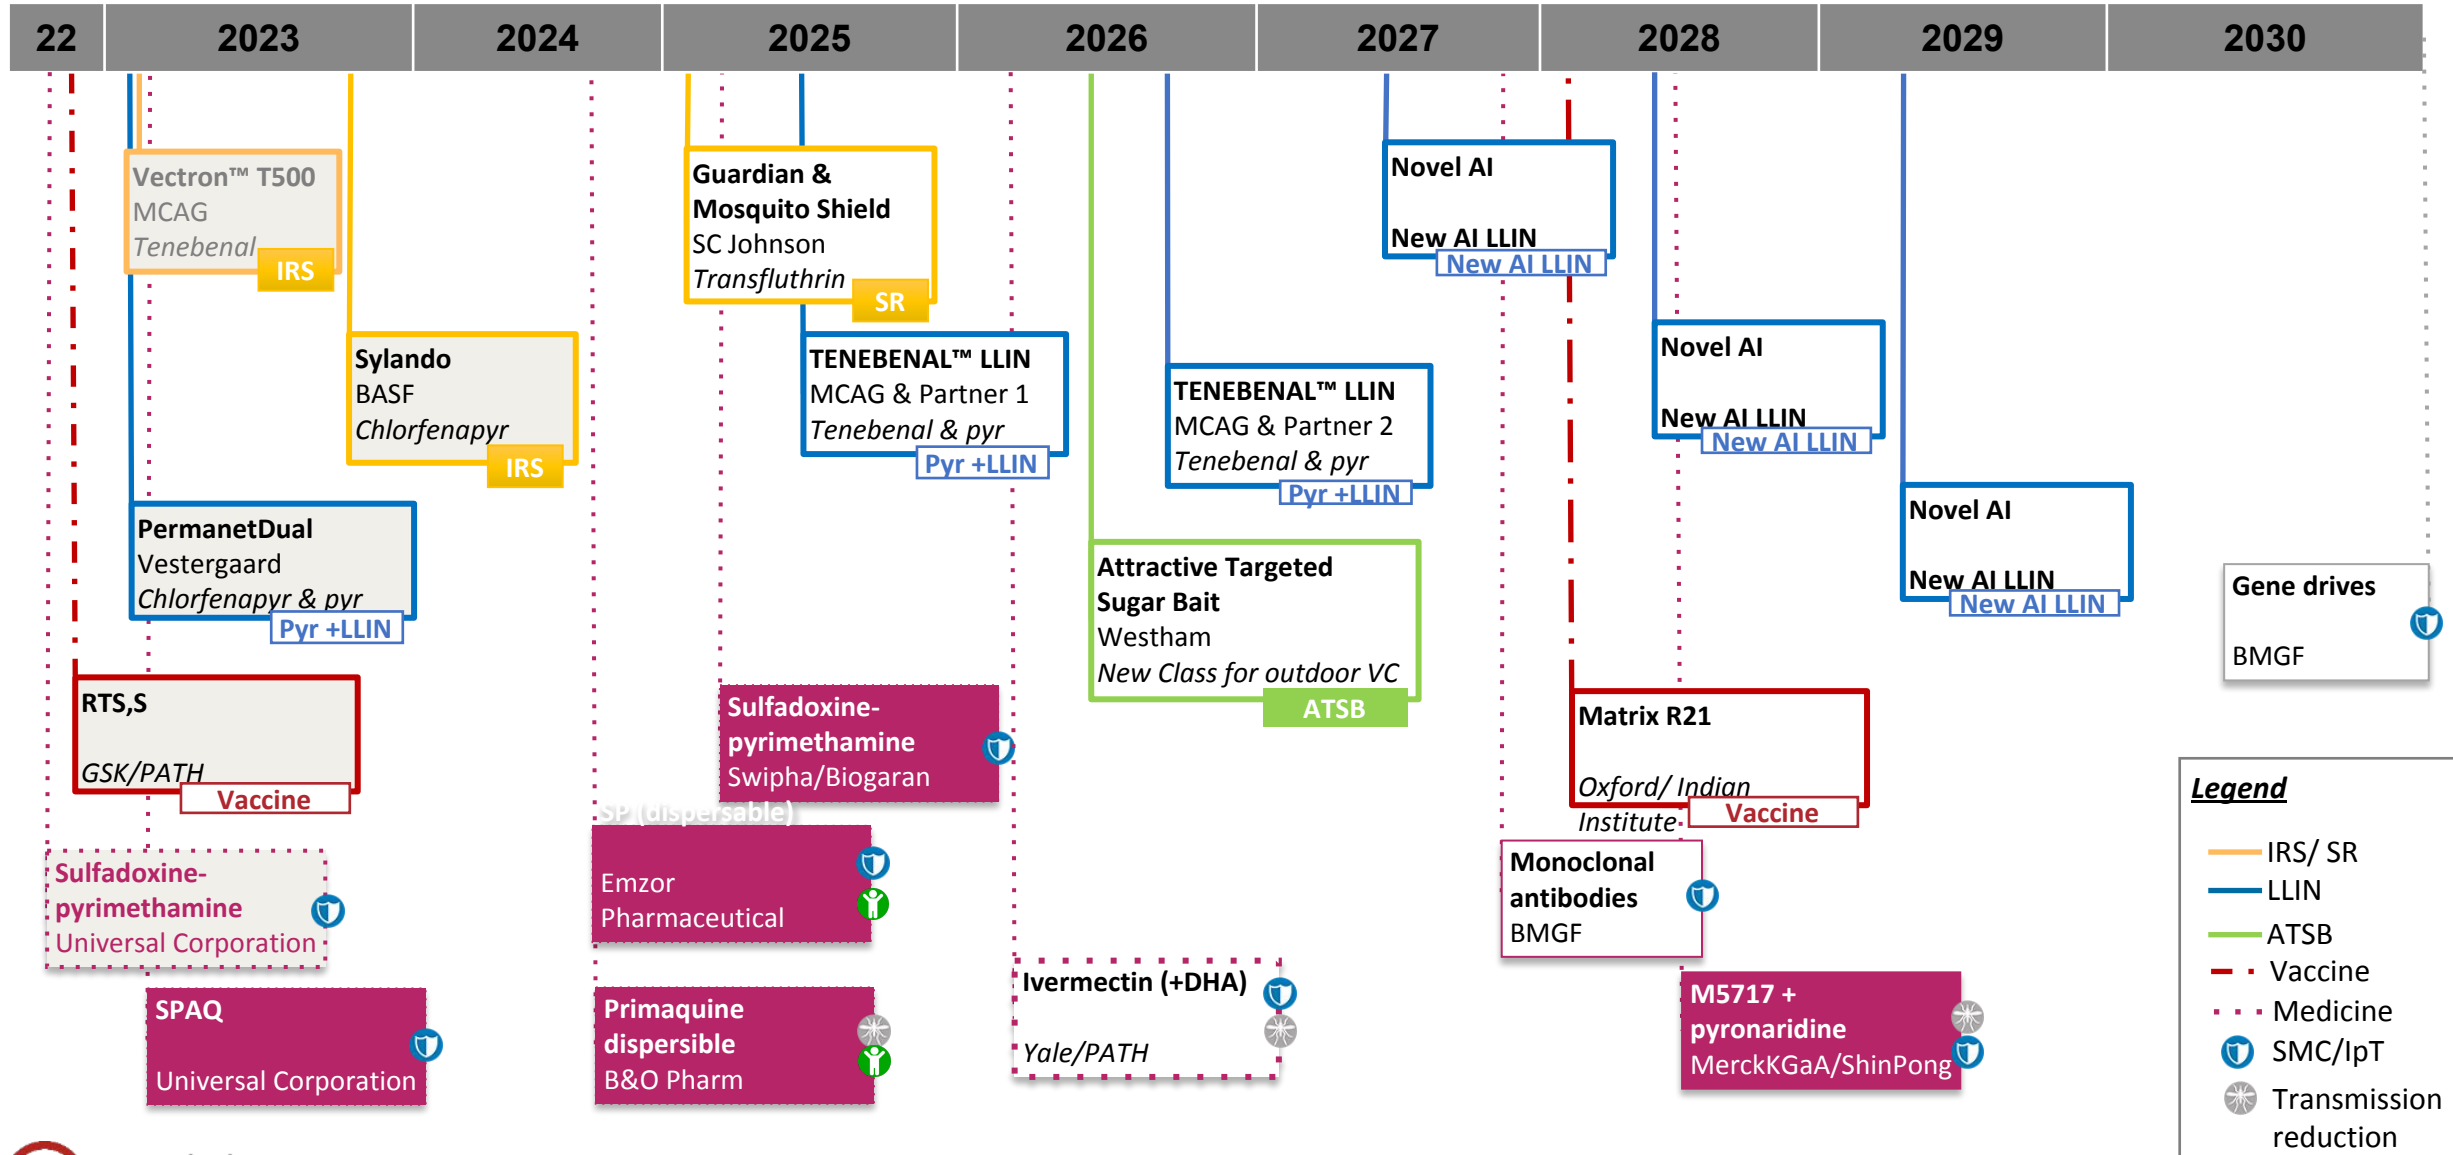 22 2023 2024 2025 2026 2027 2028 2029 2030
Vectron™ T500
MCAG
Tenebenal
IRS
Sylando
BASF
Chlorfenapyr
IRS
PermanetDual
Vestergaard
Chlorfenapyr & pyr
Pyr +LLIN
RTS,S
GSK/PATH
Vaccine
Sulfadoxine-
pyrimethamine
Universal Corporation
SPAQ
Universal Corporation
Guardian &
Mosquito Shield
SC Johnson
Transfluthrin
SR
TENEBENAL™ LLIN
MCAG & Partner 1
Tenebenal & pyr
Pyr +LLIN
Sulfadoxine-
pyrimethamine
Swipha/Biogaran
SP (dispersable)
Emzor
Pharmaceutical
Primaquine
dispersible
B&O Pharm
TENEBENAL™ LLIN
MCAG & Partner 2
Tenebenal & pyr
Pyr +LLIN
Attractive Targeted
Sugar Bait
Westham
New Class for outdoor VC
ATSB
Ivermectin (+DHA)
Yale/PATH
Novel AI
New AI LLIN
New AI LLIN
Novel AI
New AI LLIN
New AI LLIN
Novel AI
New AI LLIN
New AI LLIN
Matrix R21
Oxford/ Indian
Institute
Vaccine
Monoclonal
antibodies
BMGF
M5717 +
pyronaridine
MerckKGaA/ShinPong
Gene drives
BMGF
Legend
IRS/ SR
LLIN
ATSB
Vaccine
Medicine
SMC/IpT
Transmission
reduction